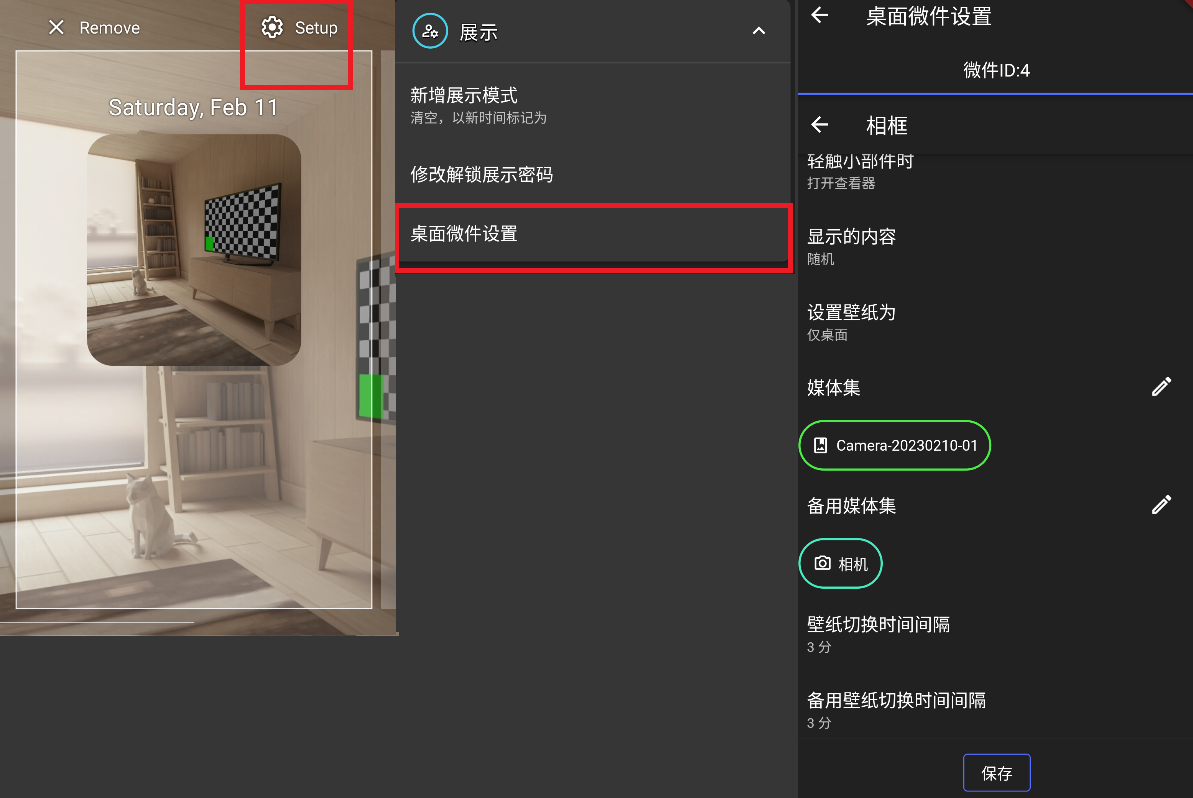 Remove
Setup
Saturday, Feb 11
展示
新增展示模式
清空，以新时间标记为
修改解锁展示密码
桌面微件设置
桌面微件设置
微件ID:4
相框
轻触小部件时
打开查看器
显示的内容
随机
设置壁纸为
仅桌面
媒体集
Camera-20230210-01
备用媒体集
相机
壁纸切换时间间隔
3 分
备用壁纸切换时间间隔
3 分
保存